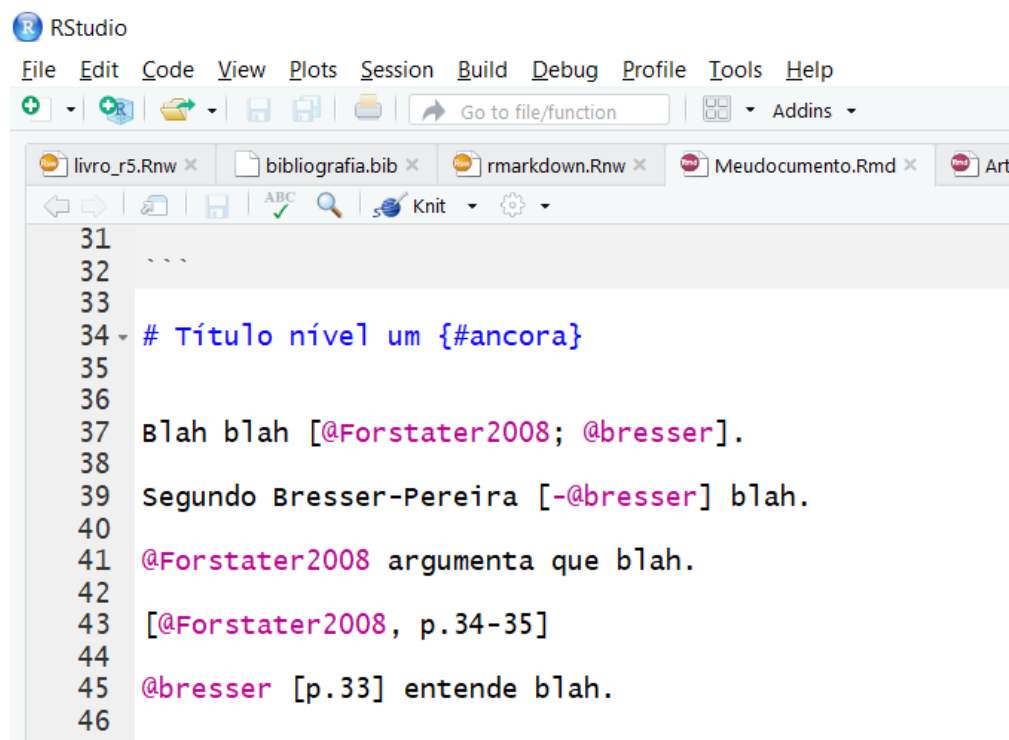 RStudio
File Edit Code View Plots Session Build Debug Profile Tools Help
Go to file/function Addins
livro_r5.Rnw bibliografia.bib rmarkdown.Rnw Meudocumento.Rmd Art
ABC Knit
31
32 ```
33
34 # Título nível um {#ancora}
35
36
37 Blah blah [@Forstater2008; @bresser].
38
39 Segundo Bresser-Pereira [-@bresser] blah.
40
41 @Forstater2008 argumenta que blah.
42
43 [@Forstater2008, p.34-35]
44
45 @bresser [p.33] entende blah.
46